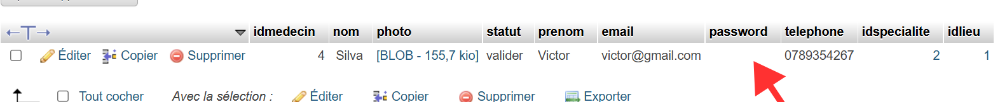 idmedecin nom photo statut prenom email password telephone idspecialite idlieu
Éditer Copier Supprimer 4 Silva [BLOB - 155,7 kio] valider Victor victor@gmail.com 0789354267 2 1
Tout cocher Avec la sélection : Éditer Copier Supprimer Exporter